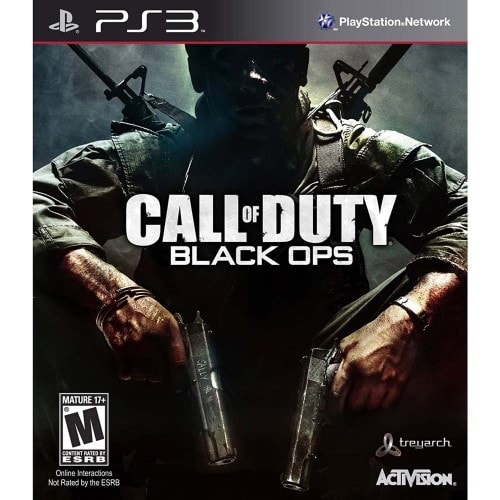 PS3
PlayStation®Network
CALL OF DUTY
BLACK OPS
MATURE 17+
M
CONTENT RATED BY
ESRB
Online Interactions
Not Rated by the ESRB
treyarch
ACTIVISION